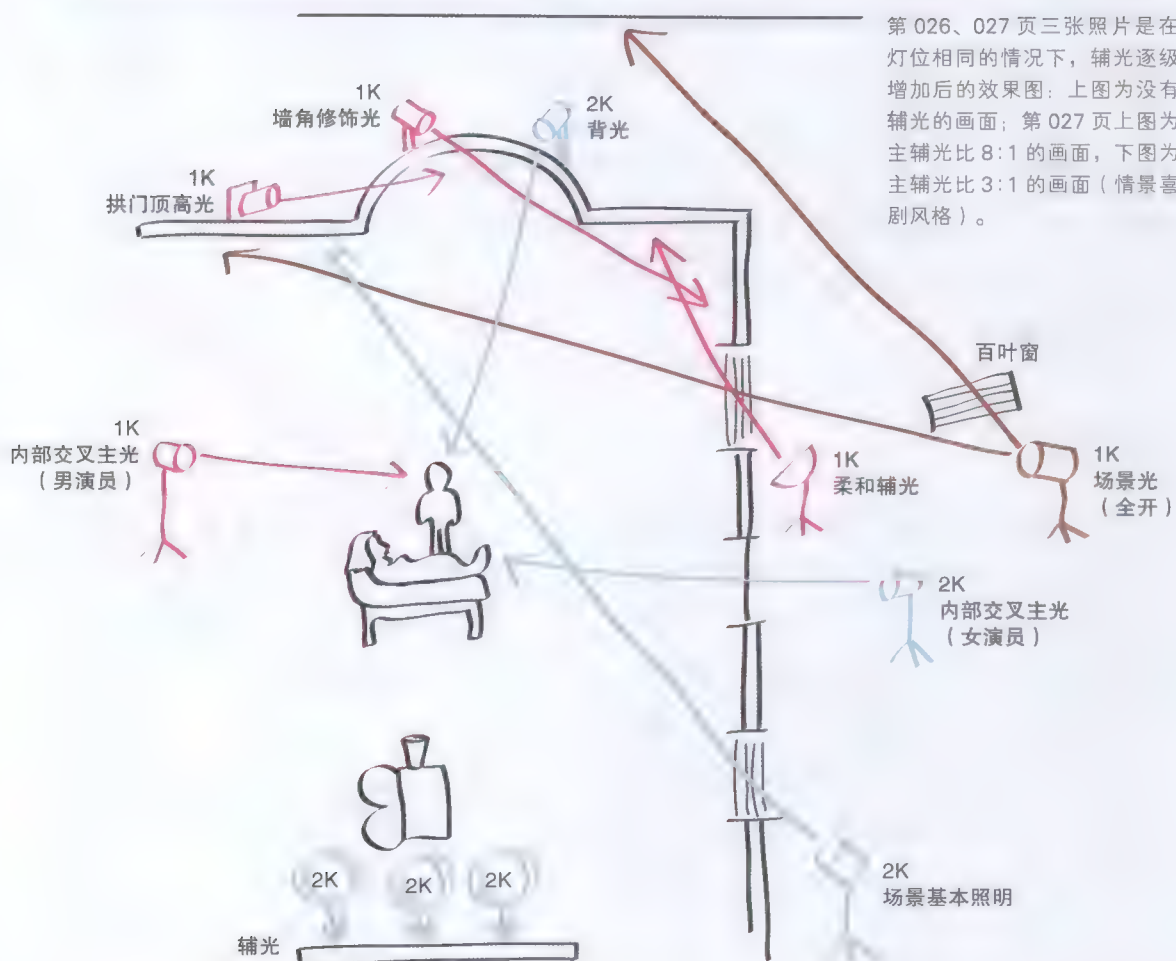 第 026、027 页三张照片是在
灯位相同的情况下，辅光逐级
增加后的效果图：上图为没有
辅光的画面；第 027 页上图为
主辅光比 8:1 的画面，下图为
主辅光比 3:1 的画面（情景喜
剧风格）。
1K
墙角修饰光
2K
背光
1K
拱门顶高光
百叶窗
1K
内部交叉主光
（男演员）
1K
柔和辅光
1K
场景光
（全开）
2K
内部交叉主光
（女演员）
2K
场景基本照明
2K
2K
2K
辅光